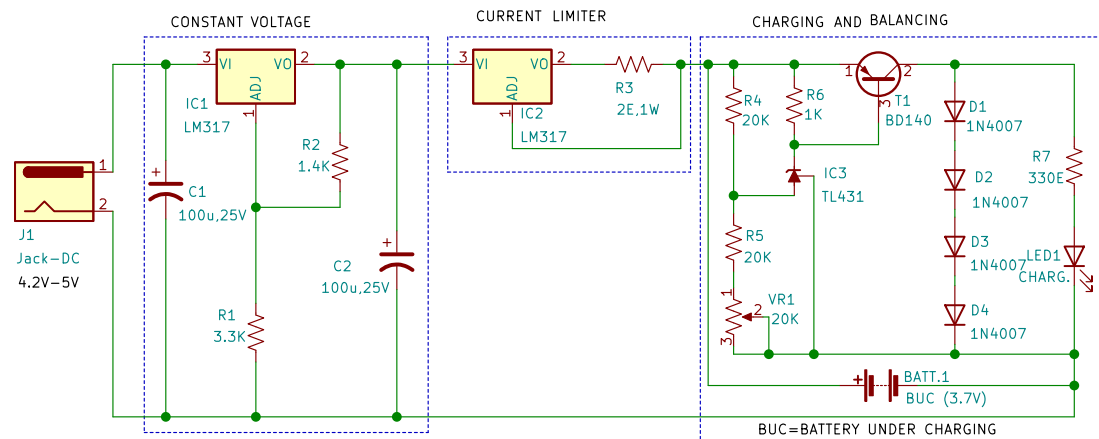 CONSTANT VOLTAGE
CURRENT LIMITER
CHARGING AND BALANCING
3
VI
VO
2
ADJ
1
IC1
LM317
R2
1.4K
3
VI
VO
2
ADJ
1
IC2
LM317
R3
2E,1W
R4
20K
R6
1K
1
2
3
T1
BD140
D1
1N4007
D2
1N4007
D3
1N4007
D4
1N4007
R7
330E
LED1
CHARG.
IC3
TL431
R5
20K
1
2
3
VR1
20K
1
2
J1
Jack-DC
4.2V-5V
+
C1
100u,25V
+
C2
100u,25V
R1
3.3K
+
BATT.1
BUC (3.7V)
BUC=BATTERY UNDER CHARGING